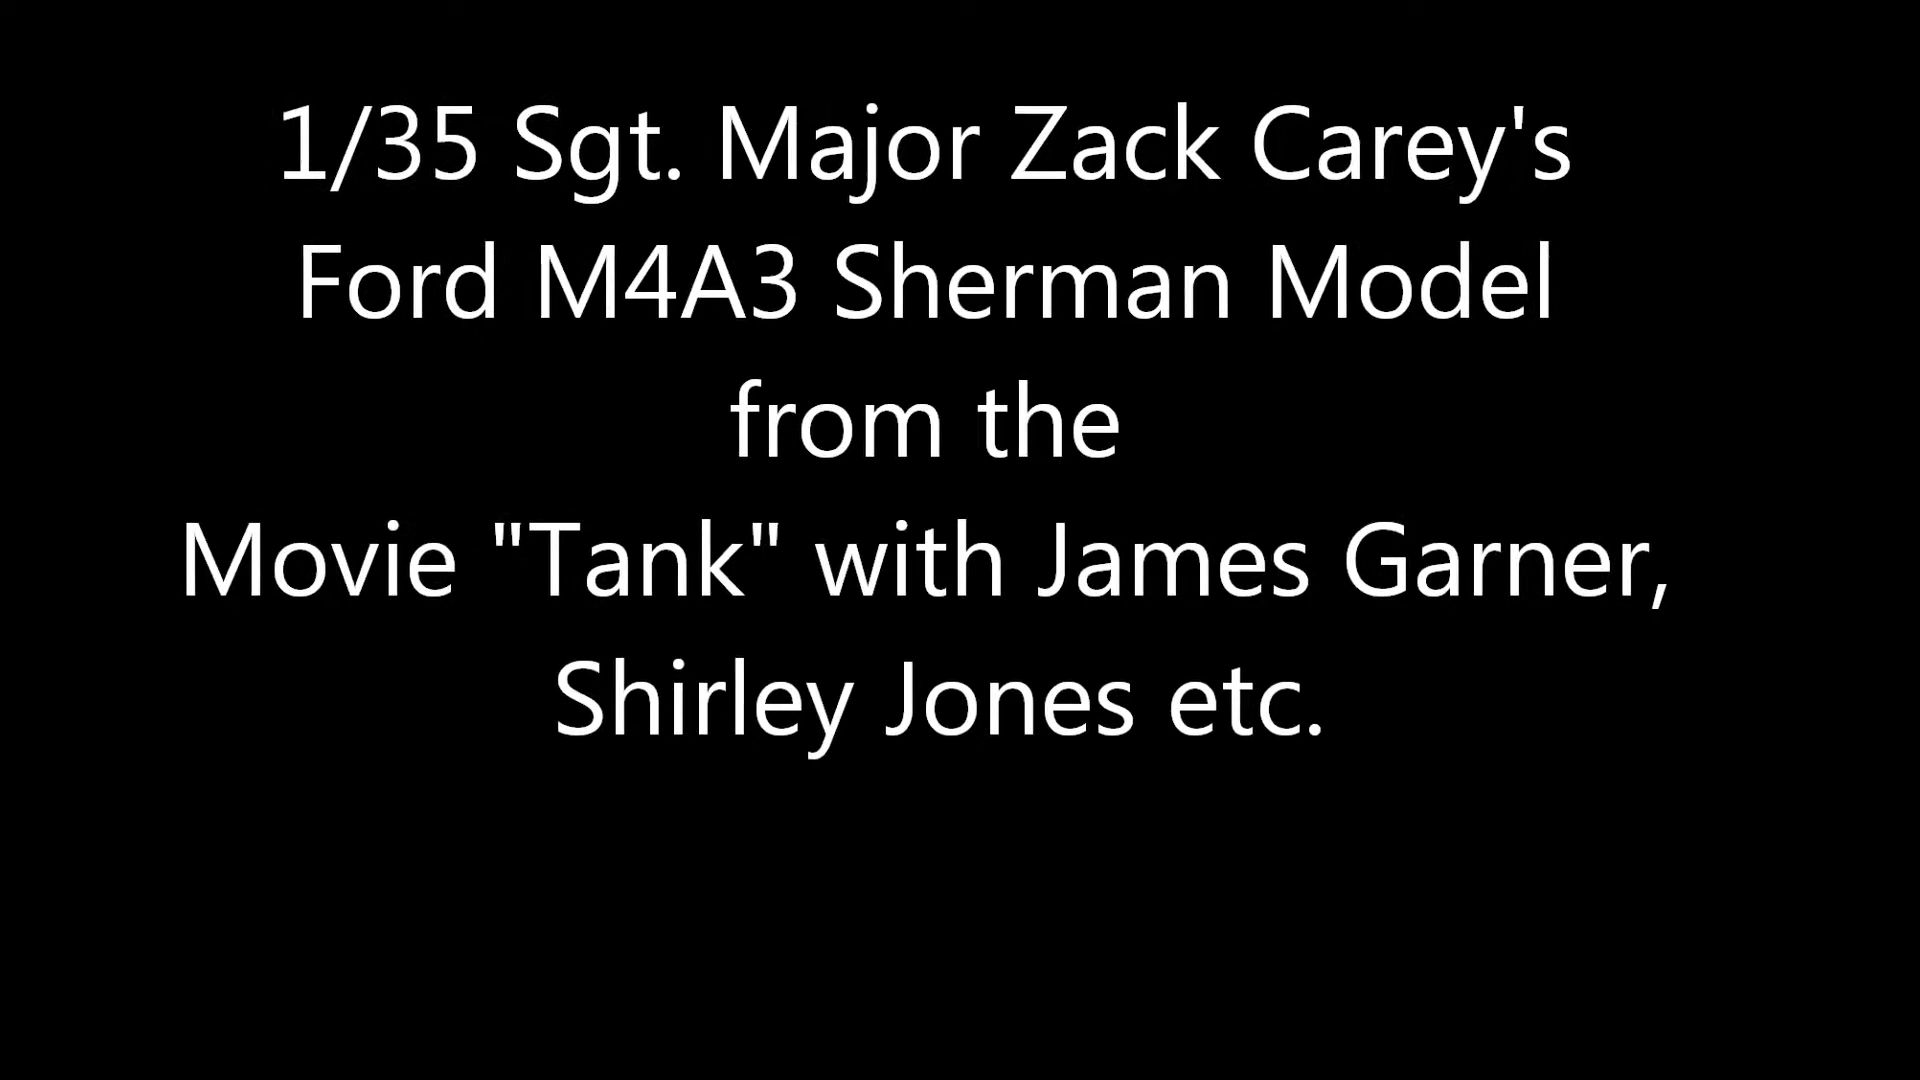 1/35 Sgt. Major Zack Carey's
Ford M4A3 Sherman Model
from the
Movie "Tank" with James Garner,
Shirley Jones etc.